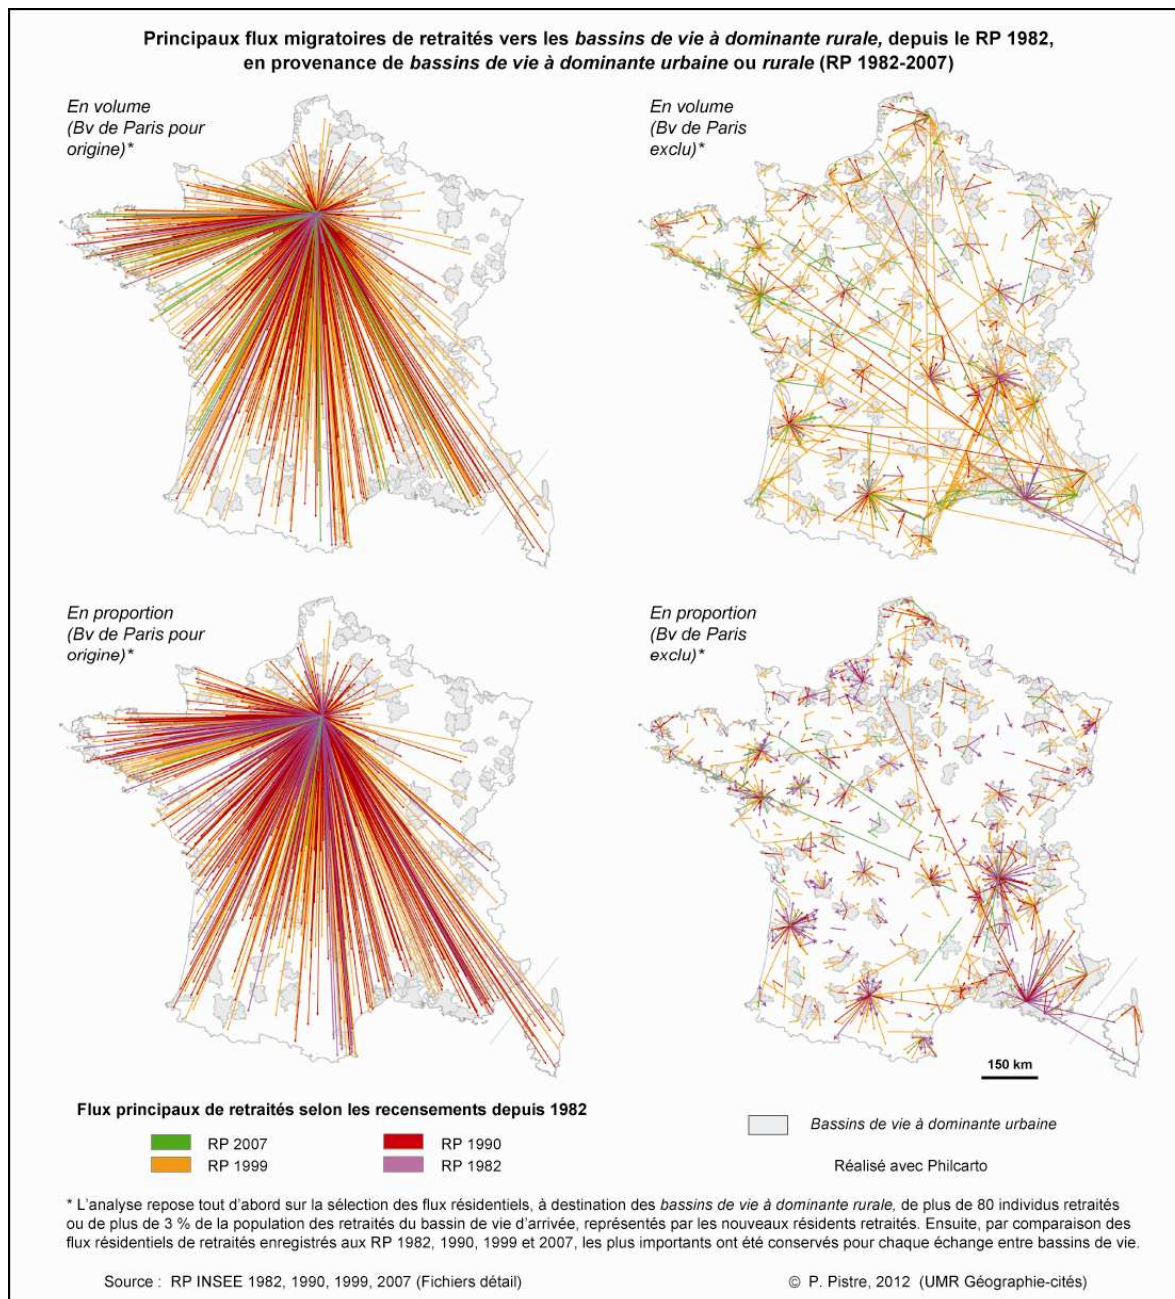 Principaux flux migratoires de retraités vers les bassins de vie à dominante rurale, depuis le RP 1982,
en provenance de bassins de vie à dominante urbaine ou rurale (RP 1982-2007)
En volume
(Bv de Paris pour
origine)*
En volume
(Bv de Paris
exclu)*
En proportion
(Bv de Paris pour
origine)*
En proportion
(Bv de Paris
exclu)*
150 km
Flux principaux de retraités selon les recensements depuis 1982
RP 2007
RP 1990
RP 1999
RP 1982
Bassins de vie à dominante urbaine
Réalisé avec Philcarto
* L'analyse repose tout d'abord sur la sélection des flux résidentiels, à destination des bassins de vie à dominante rurale, de plus de 80 individus retraités
ou de plus de 3 % de la population des retraités du bassin de vie d'arrivée, représentés par les nouveaux résidents retraités. Ensuite, par comparaison des
flux résidentiels de retraités enregistrés aux RP 1982, 1990, 1999 et 2007, les plus importants ont été conservés pour chaque échange entre bassins de vie.
Source : RP INSEE 1982, 1990, 1999, 2007 (Fichiers détail)
© P. Pistre, 2012 (UMR Géographie-cités)